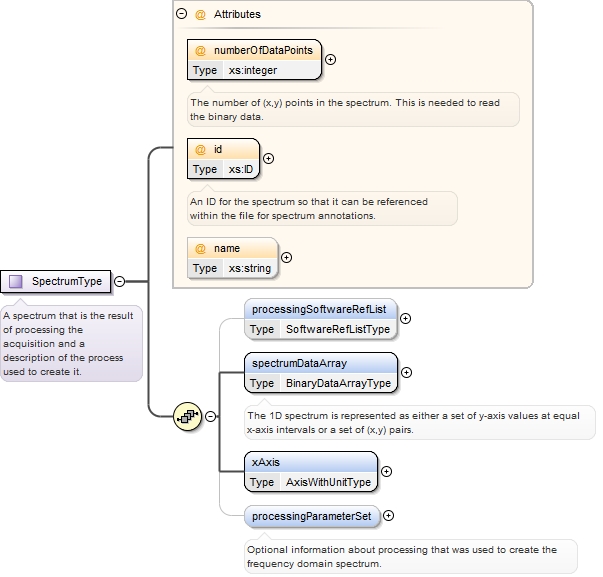 Attributes
@ numberOfDataPoints
Type xs:integer
The number of (x,y) points in the spectrum. This is needed to read
the binary data.
@ id
Type xs:ID
An ID for the spectrum so that it can be referenced
within the file for spectrum annotations.
@ name
Type xs:string
SpectrumType
A spectrum that is the result
of processing the
acquisition and a
description of the process
used to create it.
processingSoftwareRefList
Type SoftwareRefListType
spectrumDataArray
Type BinaryDataArrayType
The 1D spectrum is represented as either a set of y-axis values at equal
x-axis intervals or a set of (x,y) pairs.
xAxis
Type AxisWithUnitType
processingParameterSet
Optional information about processing that was used to create the
frequency domain spectrum.